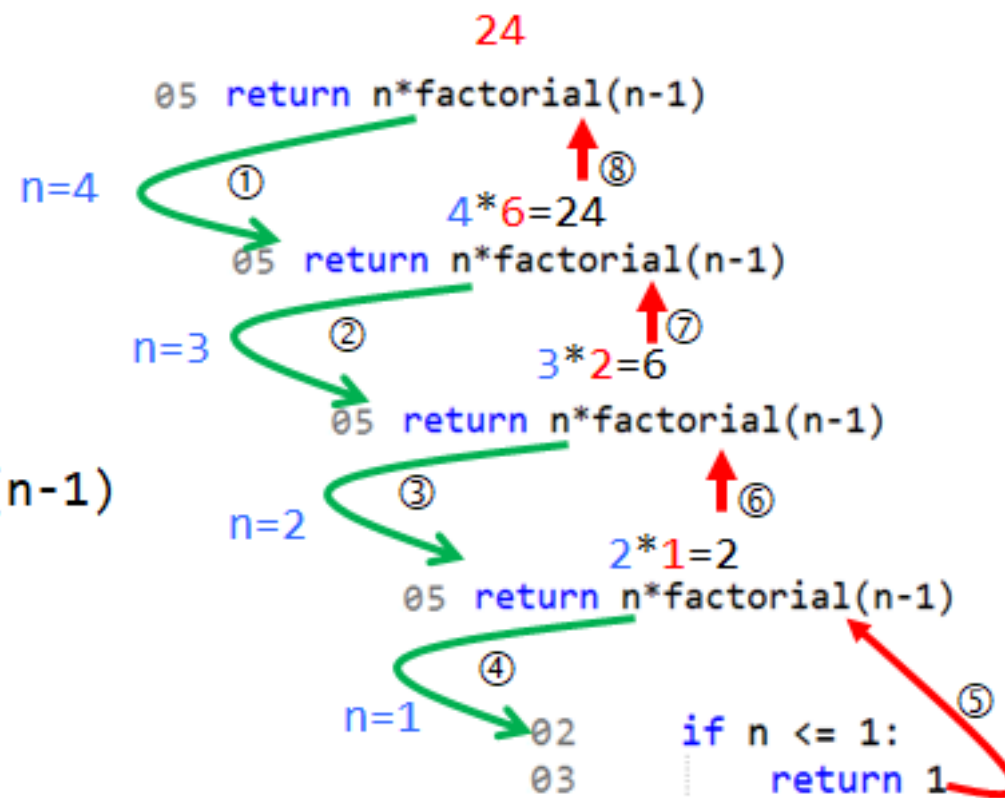 24
05 return n*factorial(n-1)
① ⑧
n=4
4*6=24
05 return n*factorial(n-1)
② ⑦
n=3
3*2=6
05 return n*factorial(n-1)
n-1)
③ ⑥
n=2
2*1=2
05 return n*factorial(n-1)
④ ⑤
n=1
02 if n <= 1:
03 return 1